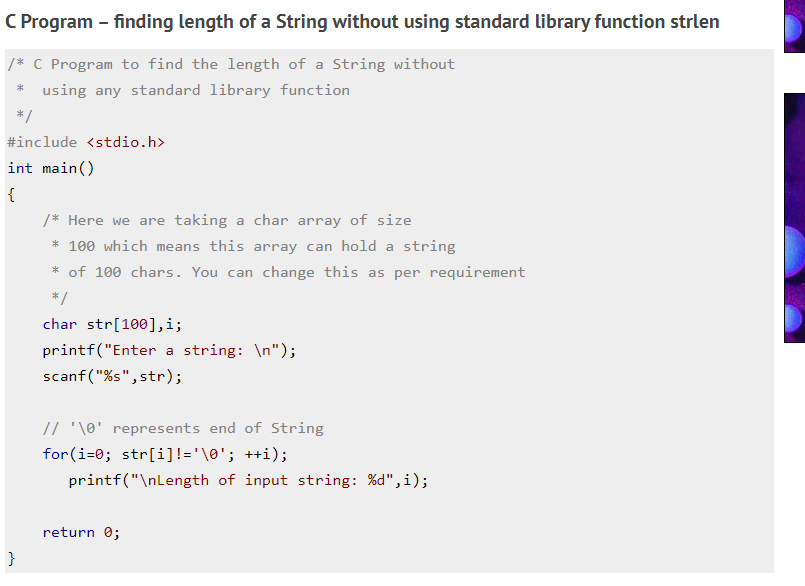 C Program – finding length of a String without using standard library function strlen
/* C Program to find the length of a String without
 *  using any standard library function
 */
#include <stdio.h>
int main()
{
    /* Here we are taking a char array of size
     * 100 which means this array can hold a string
     * of 100 chars. You can change this as per requirement
     */
    char str[100],i;
    printf("Enter a string: \n");
    scanf("%s",str);

    // '\0' represents end of String
    for(i=0; str[i]!='\0'; ++i);
       printf("\nLength of input string: %d",i);

    return 0;
}